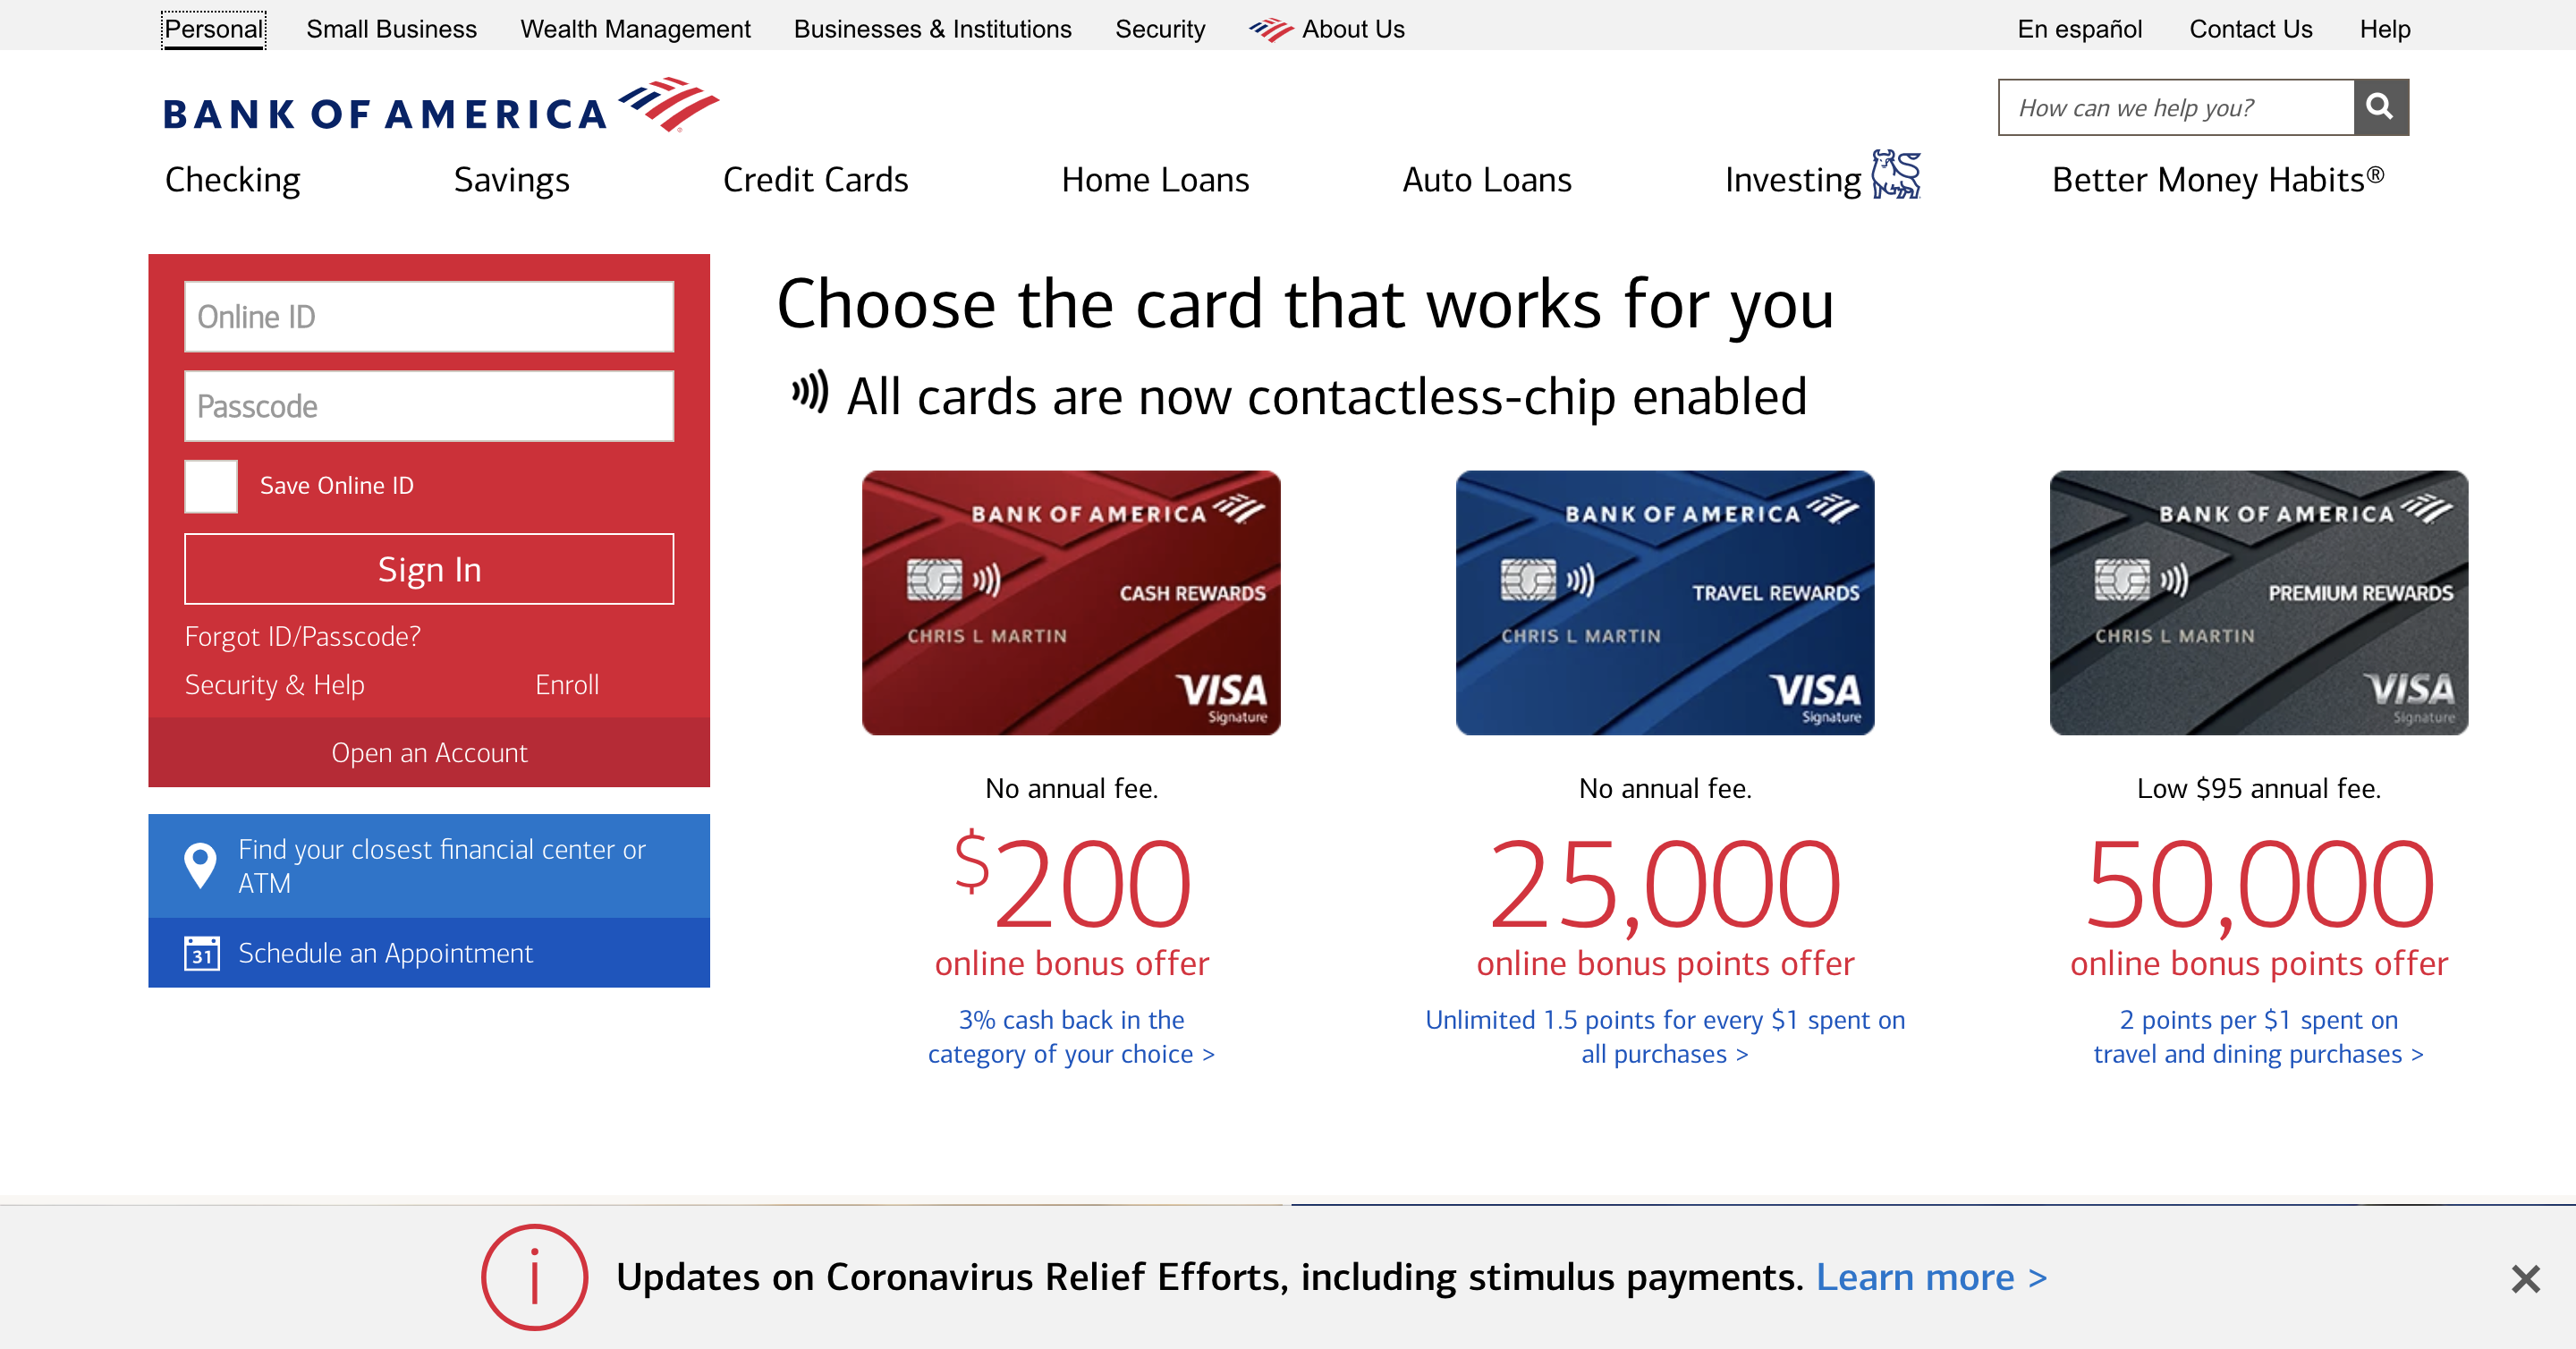 Personal Small Business Wealth Management Businesses & Institutions Security About Us En español Contact Us Help
BANK OF AMERICA
How can we help you?
Checking Savings Credit Cards Home Loans Auto Loans Investing Better Money Habits®
Online ID
Passcode
Save Online ID
Sign In
Forgot ID/Passcode?
Security & Help Enroll
Open an Account
Find your closest financial center or
ATM
31 Schedule an Appointment
Choose the card that works for you
All cards are now contactless-chip enabled
BANK OF AMERICA
CASH REWARDS
CHRIS L MARTIN
VISA
Signature
No annual fee.
$200
online bonus offer
3% cash back in the
category of your choice >
BANK OF AMERICA
TRAVEL REWARDS
CHRIS L MARTIN
VISA
Signature
No annual fee.
25,000
online bonus points offer
Unlimited 1.5 points for every $1 spent on
all purchases >
BANK OF AMERICA
PREMIUM REWARDS
CHRIS L MARTIN
VISA
Signature
Low $95 annual fee.
50,000
online bonus points offer
2 points per $1 spent on
travel and dining purchases >
Updates on Coronavirus Relief Efforts, including stimulus payments. Learn more >